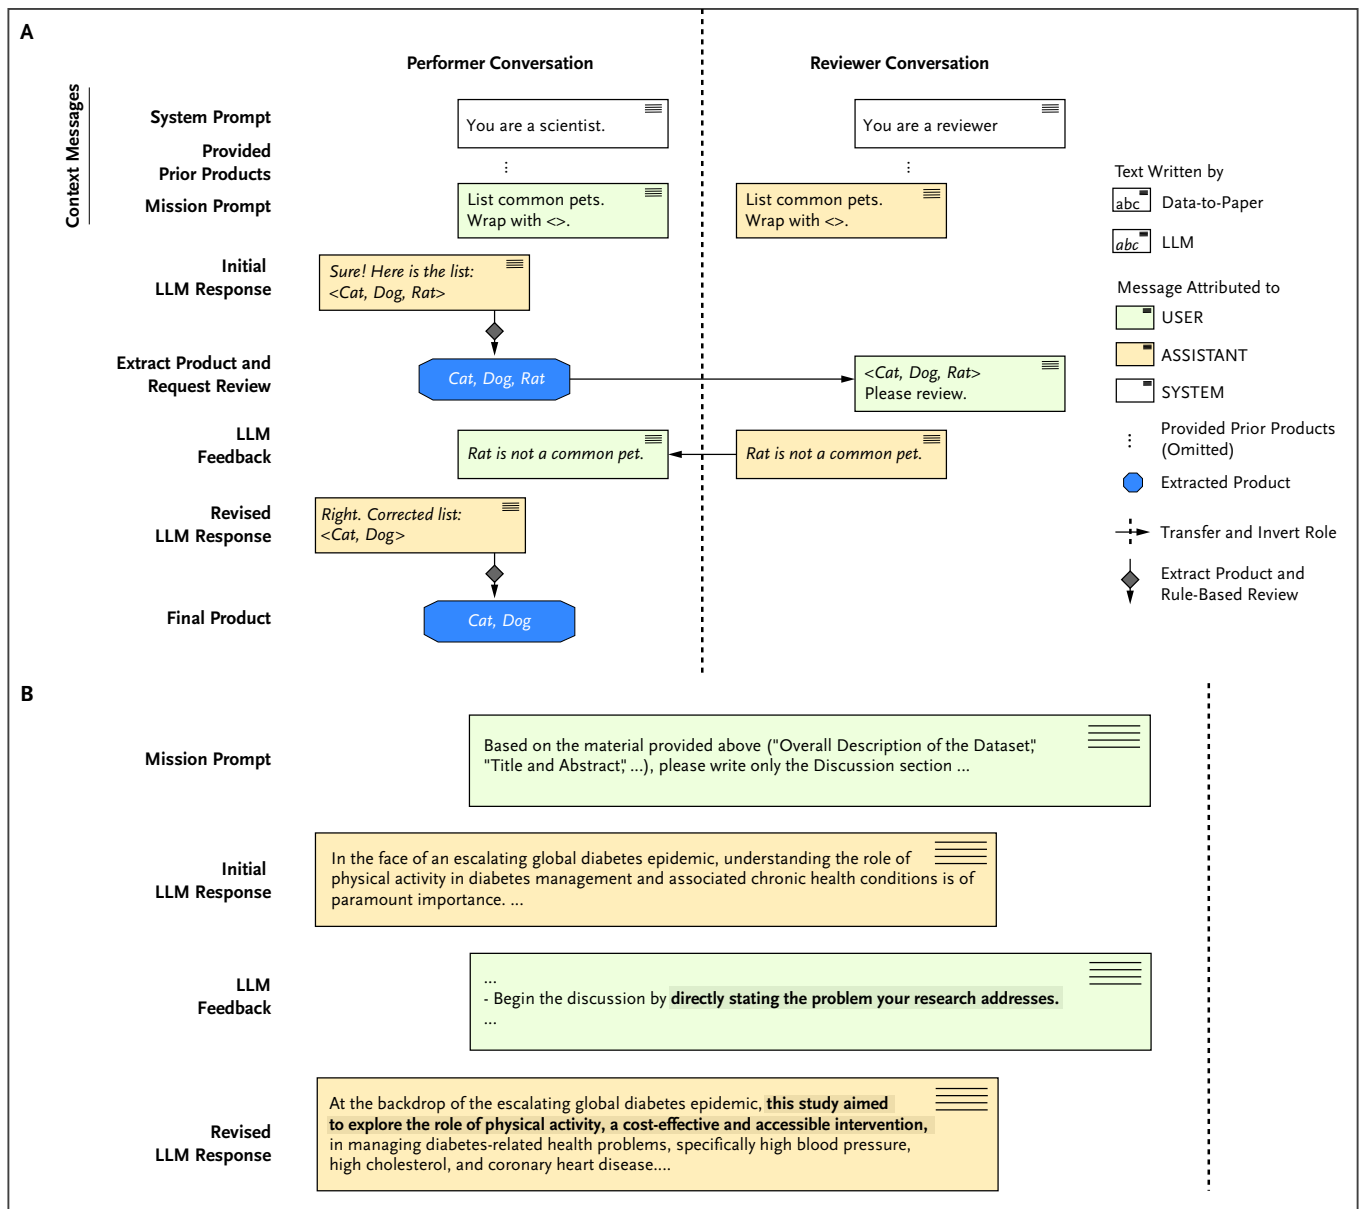 A
Performer Conversation
Reviewer Conversation
Context Messages
System Prompt
You are a scientist.
You are a reviewer
Provided
Prior Products
Mission Prompt
List common pets.
Wrap with <>.
List common pets.
Wrap with <>.
Initial
LLM Response
Sure! Here is the list:
<Cat, Dog, Rat>
Extract Product and
Request Review
Cat, Dog, Rat
<Cat, Dog, Rat>
Please review.
LLM
Feedback
Rat is not a common pet.
Rat is not a common pet.
Revised
LLM Response
Right. Corrected list:
<Cat, Dog>
Final Product
Cat, Dog
Text Written by
abc Data-to-Paper
abc LLM
Message Attributed to
USER
ASSISTANT
SYSTEM
Provided Prior Products
(Omitted)
Extracted Product
Transfer and Invert Role
Extract Product and
Rule-Based Review
B
Mission Prompt
Based on the material provided above ("Overall Description of the Dataset,"
"Title and Abstract," ...), please write only the Discussion section ...
Initial
LLM Response
In the face of an escalating global diabetes epidemic, understanding the role of
physical activity in diabetes management and associated chronic health conditions is of
paramount importance. ...
LLM
Feedback
...
- Begin the discussion by directly stating the problem your research addresses.
...
Revised
LLM Response
At the backdrop of the escalating global diabetes epidemic, this study aimed
to explore the role of physical activity, a cost-effective and accessible intervention,
in managing diabetes-related health problems, specifically high blood pressure,
high cholesterol, and coronary heart disease....